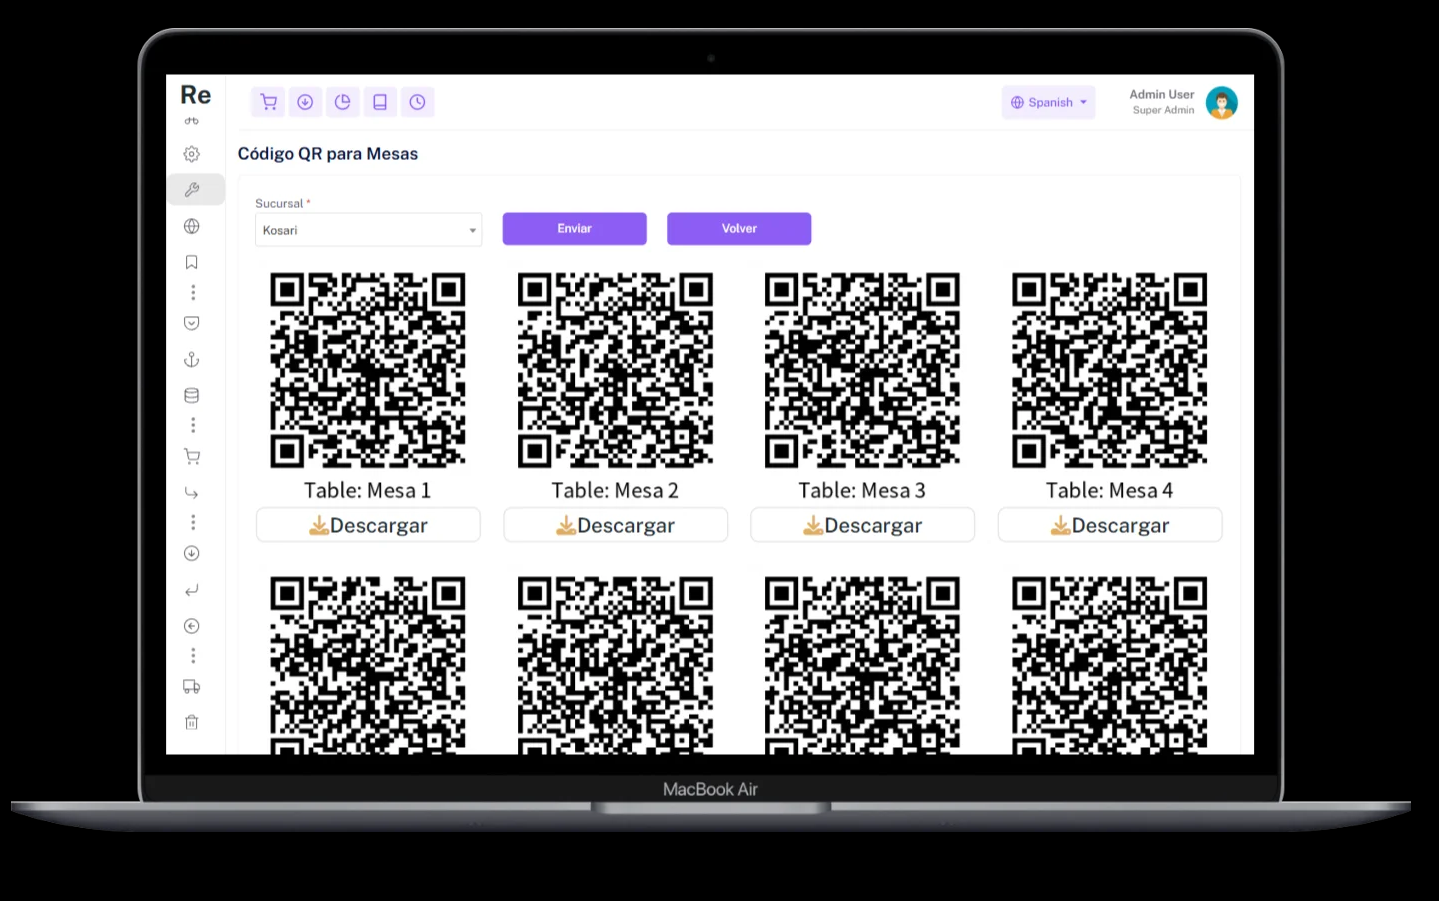 Re
Spanish
Admin User
Super Admin
Código QR para Mesas
Sucursal *
Kosari
Enviar
Volver
Table: Mesa 1
Table: Mesa 2
Table: Mesa 3
Table: Mesa 4
Descargar
Descargar
Descargar
Descargar
MacBook Air